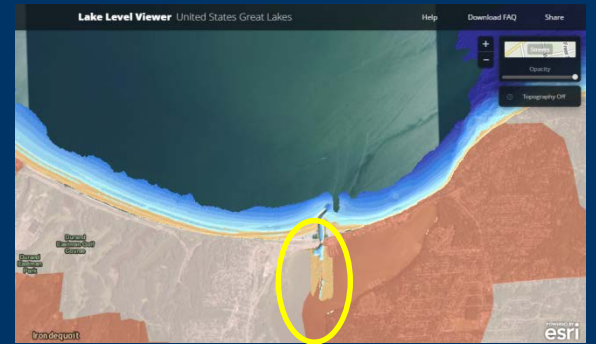 Lake Level Viewer United States Great Lakes
Help Download FAQ Share
+
−
Streets
Opacity
Topography Off
Durand
Eastman Golf
Course
Durand
Eastman
Park
Irondequoit
POWERED BY
esri